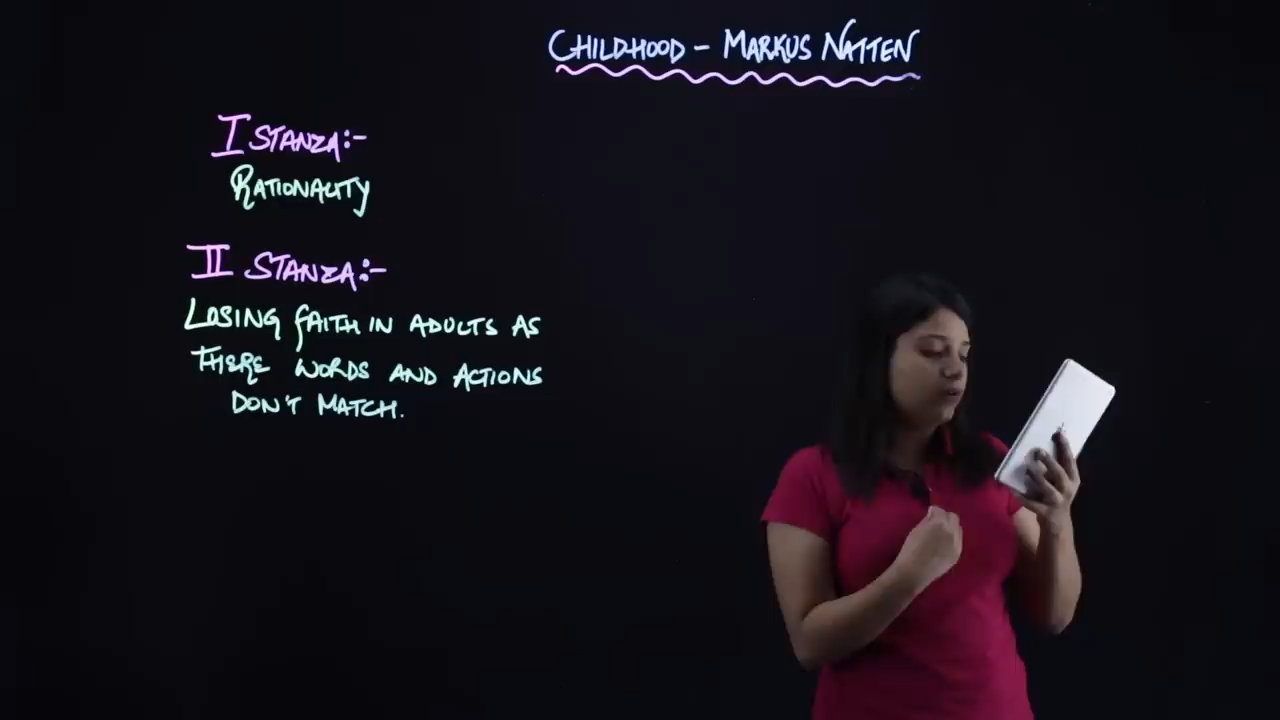 CHILDHOOD - MARKUS NATTEN
I STANZA:-
RATIONALITY
II STANZA:-
LOSING FAITH IN ADULTS AS
THERE WORDS AND ACTIONS
DON'T MATCH.